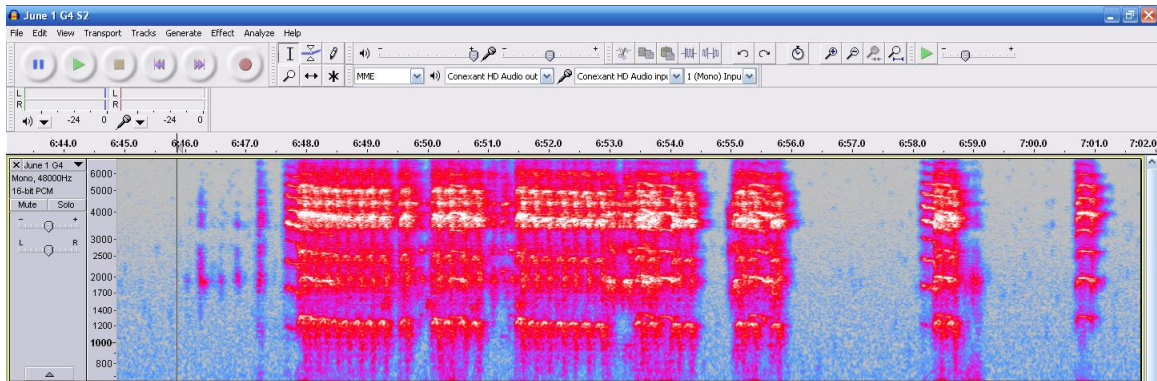 June 1 G4 S2
File Edit View Transport Tracks Generate Effect Analyze Help
L
R
- +
- +
- +
MME
Conexant HD Audio out
Conexant HD Audio inpu
1 (Mono) Inpu
L
R
-24 0
L
R
-24 0
6:44.0 6:45.0 6:46.0 6:47.0 6:48.0 6:49.0 6:50.0 6:51.0 6:52.0 6:53.0 6:54.0 6:55.0 6:56.0 6:57.0 6:58.0 6:59.0 7:00.0 7:01.0 7:02.0
X June 1 G4
Mono, 48000Hz
16-bit PCM
Mute Solo
- +
L R
6000
5000
4000
3000
2500
2000
1700
1400
1200
1000
800